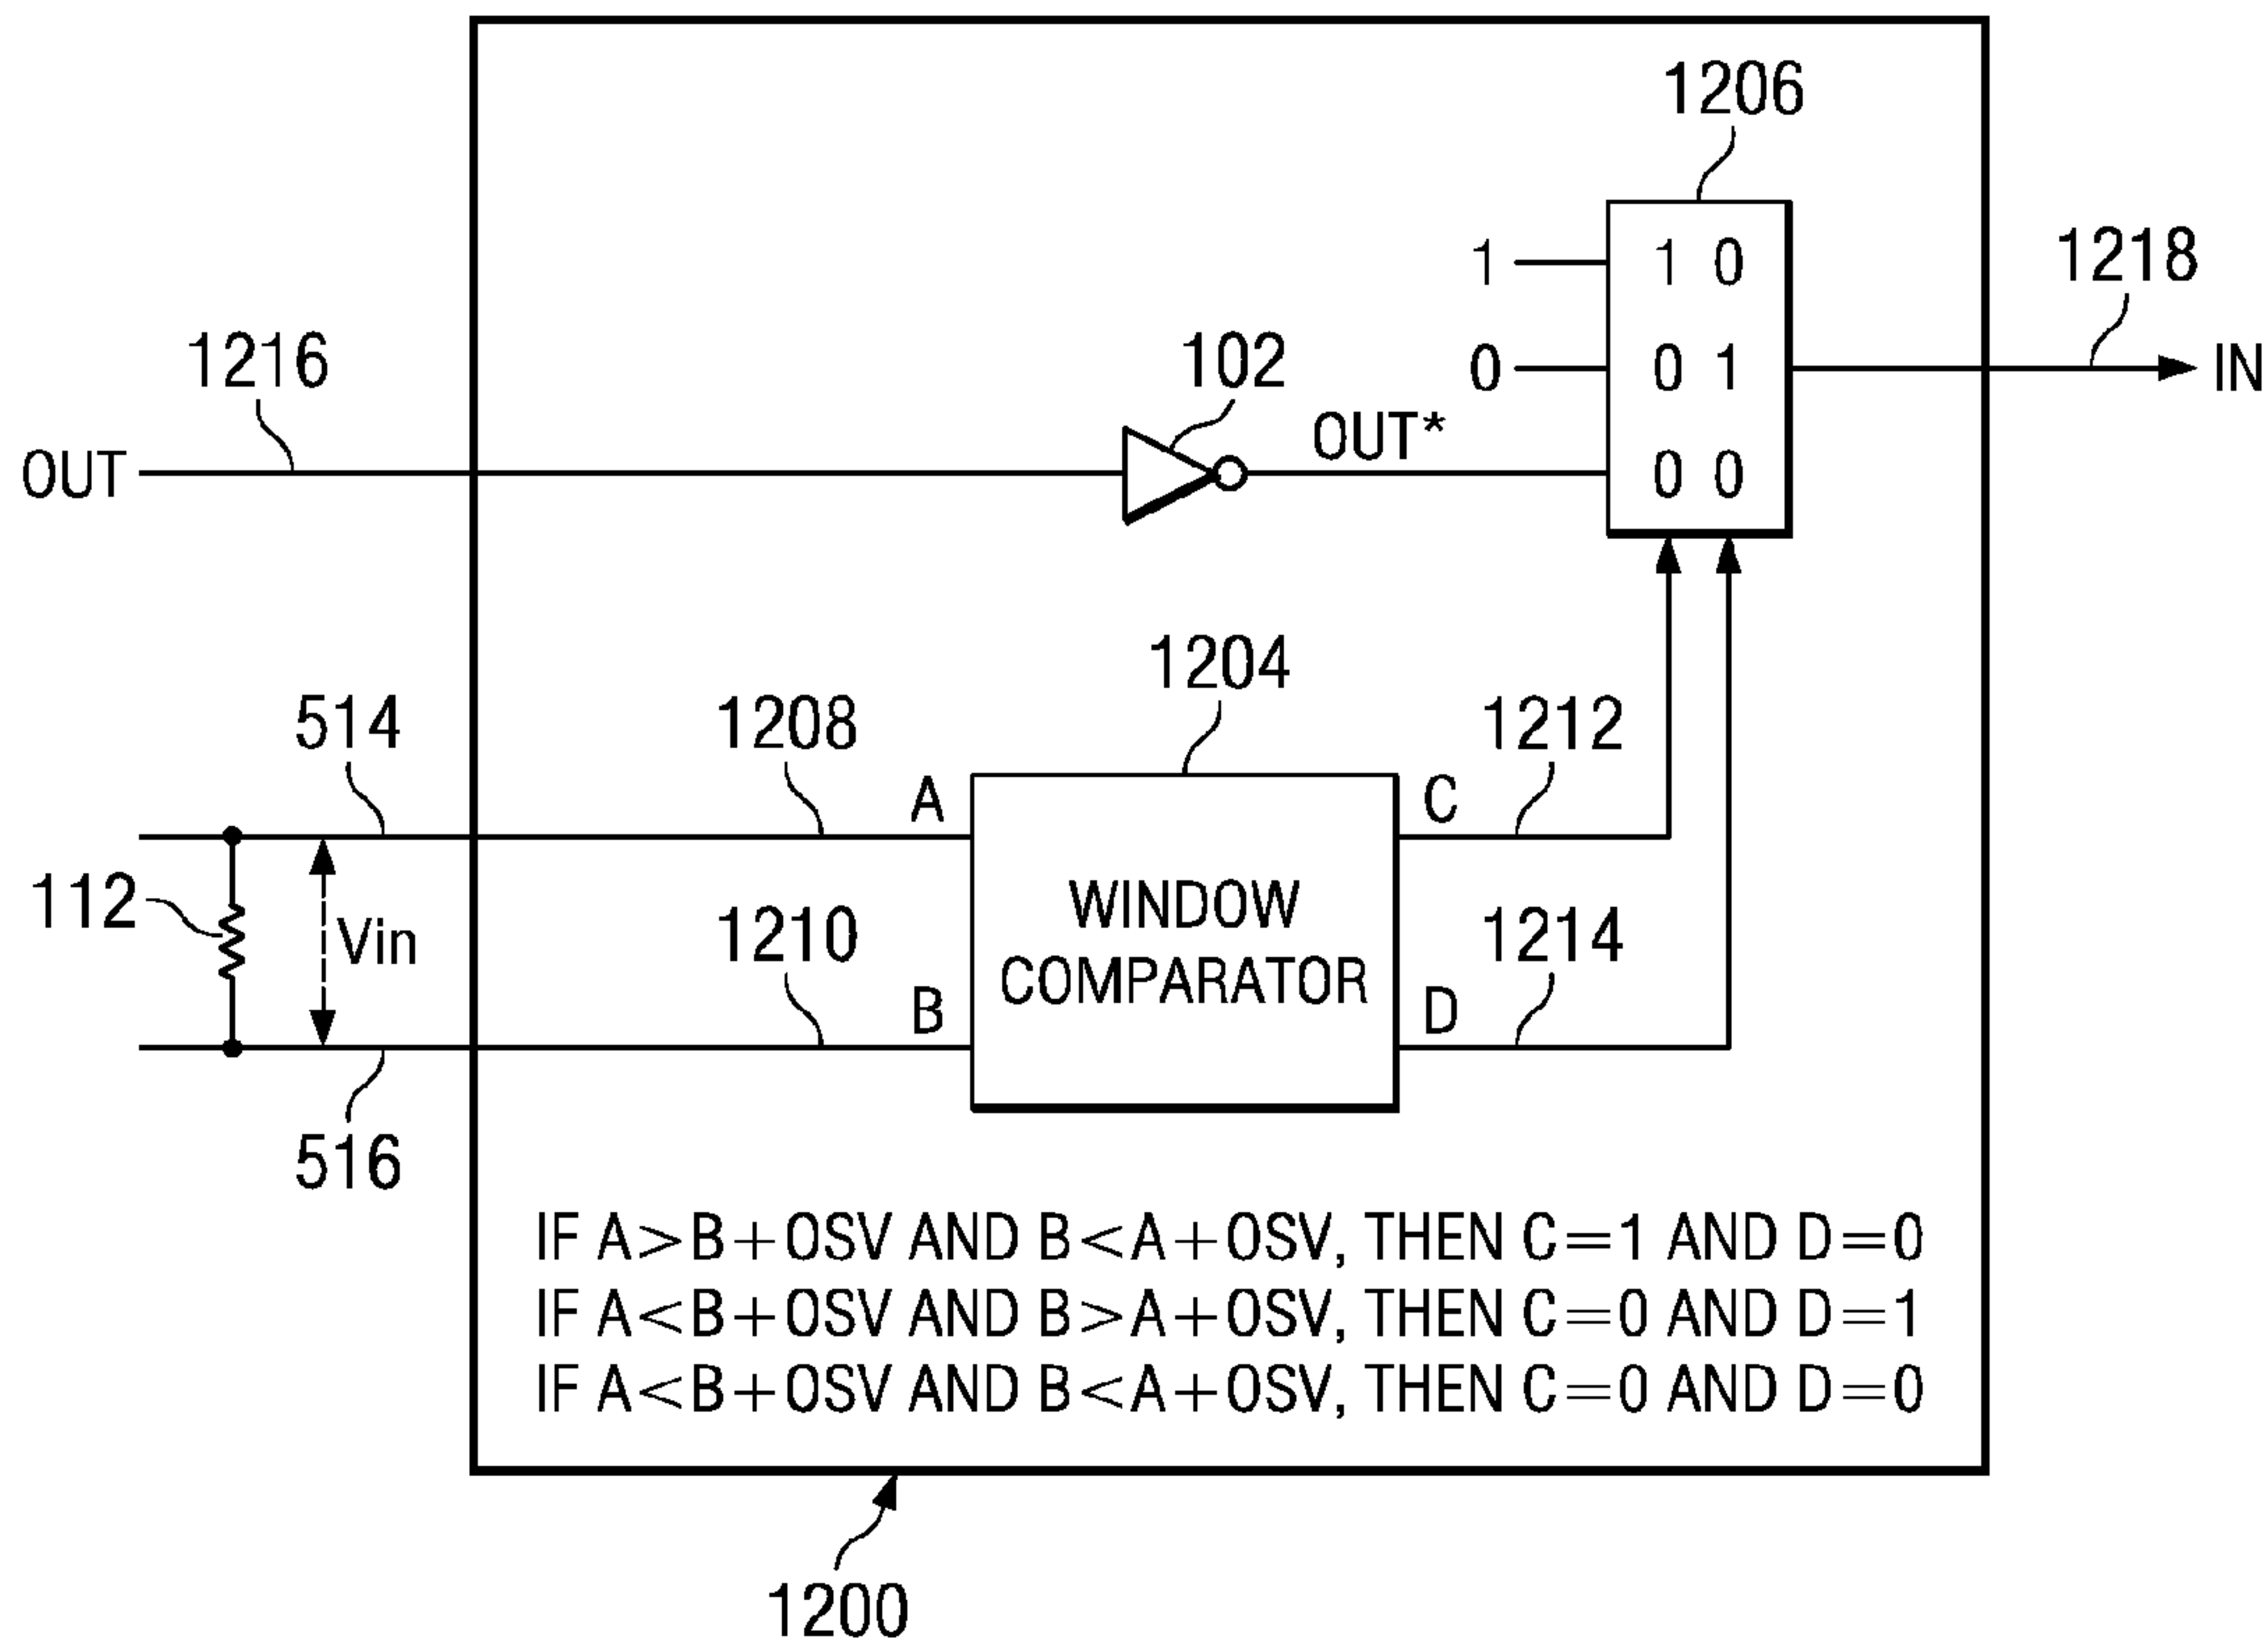 1206
1 1 0
1218
1216
102
0 0 1
IN
OUT*
OUT
0 0
1204
514
1208
1212
A
C
112
Vin
1210
WINDOW
COMPARATOR
1214
B
D
516
IF A>B+OSV AND B<A+OSV, THEN C=1 AND D=0
IF A<B+OSV AND B>A+OSV, THEN C=0 AND D=1
IF A<B+OSV AND B<A+OSV, THEN C=0 AND D=0
1200